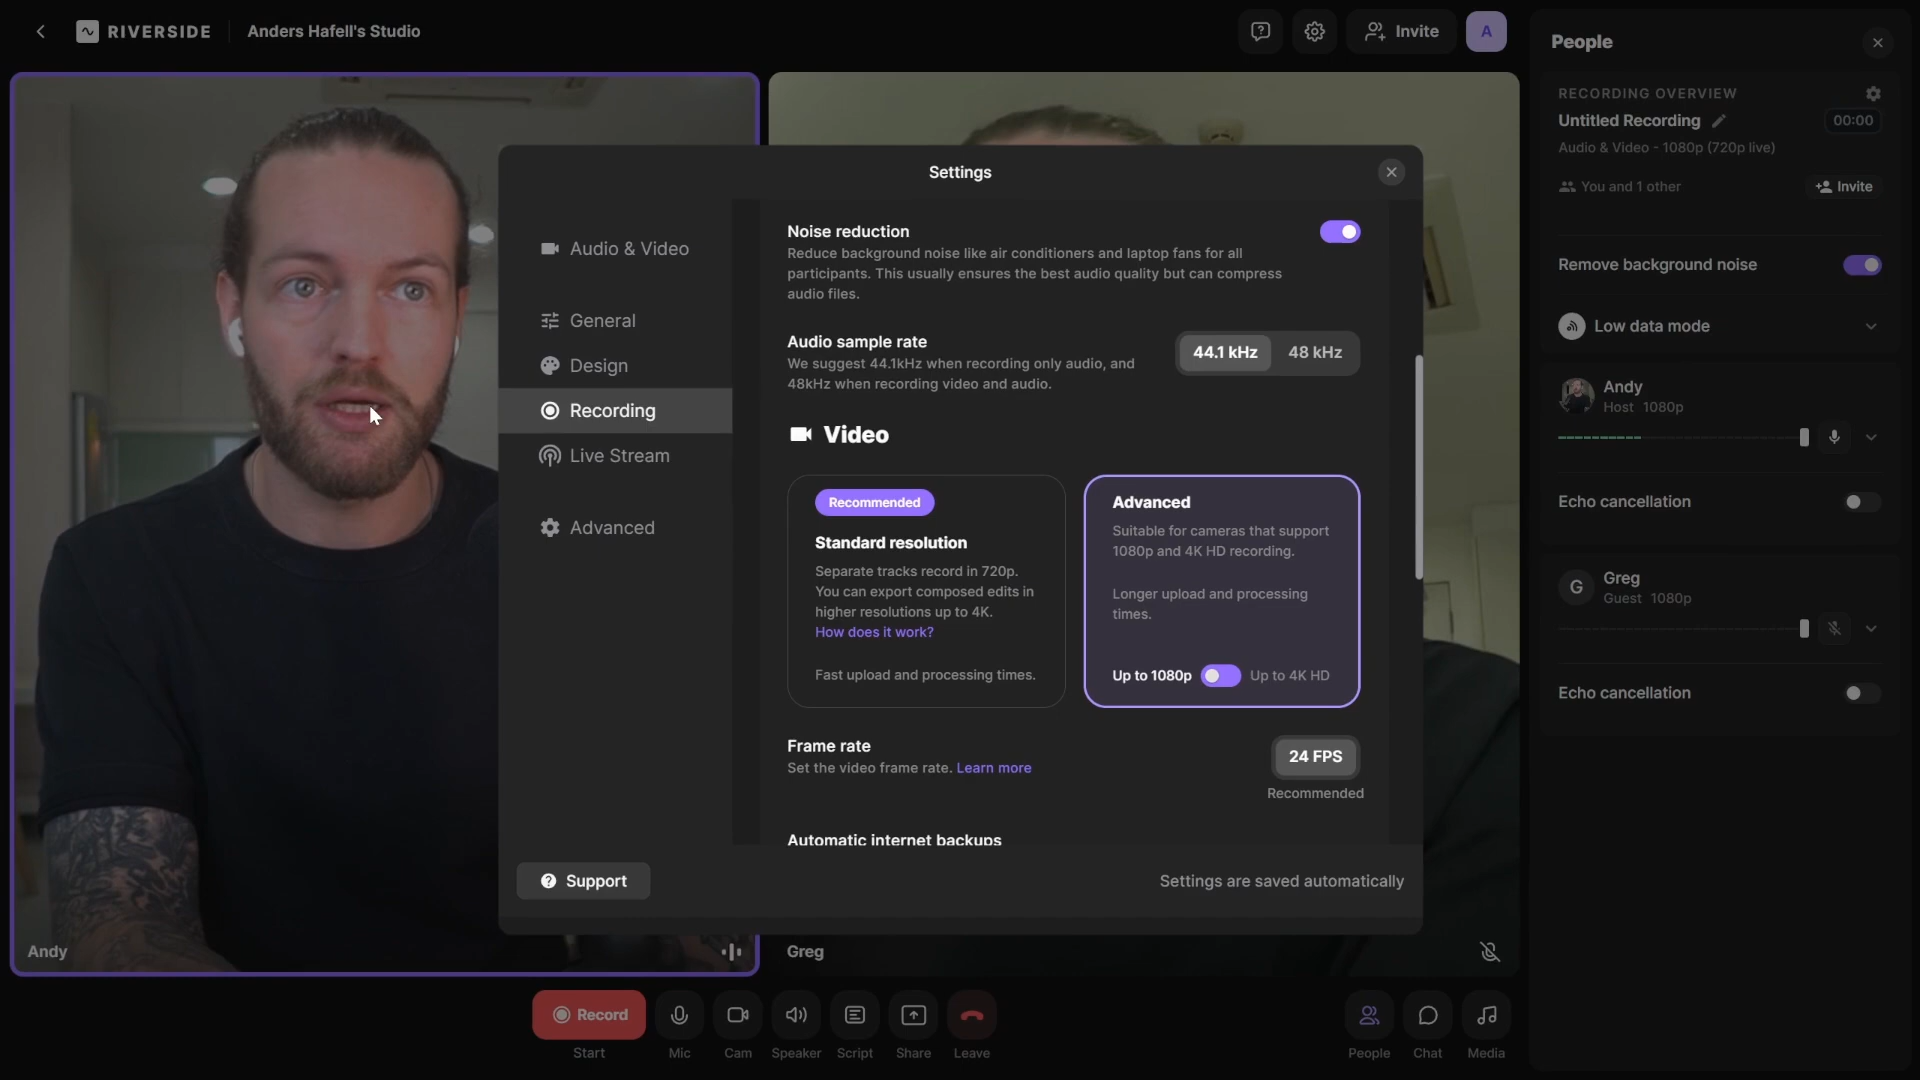 RIVERSIDE
Anders Hafell's Studio
Invite
A
People
RECORDING OVERVIEW
Untitled Recording
00:00
Audio & Video - 1080p (720p live)
You and 1 other
Invite
Remove background noise
Low data mode
Andy
Host 1080p
Echo cancellation
G
Greg
Guest 1080p
Echo cancellation
Settings
Audio & Video
General
Design
Recording
Live Stream
Advanced
Noise reduction
Reduce background noise like air conditioners and laptop fans for all
participants. This usually ensures the best audio quality but can compress
audio files.
Audio sample rate
We suggest 44.1kHz when recording only audio, and
48kHz when recording video and audio.
44.1 kHz
48 kHz
Video
Recommended
Standard resolution
Separate tracks record in 720p.
You can export composed edits in
higher resolutions up to 4K.
How does it work?
Fast upload and processing times.
Advanced
Suitable for cameras that support
1080p and 4K HD recording.
Longer upload and processing
times.
Up to 1080p
Up to 4K HD
Frame rate
Set the video frame rate. Learn more
24 FPS
Recommended
Automatic internet backups
Support
Settings are saved automatically
Andy
Greg
Record
Start
Mic
Cam
Speaker
Script
Share
Leave
People
Chat
Media